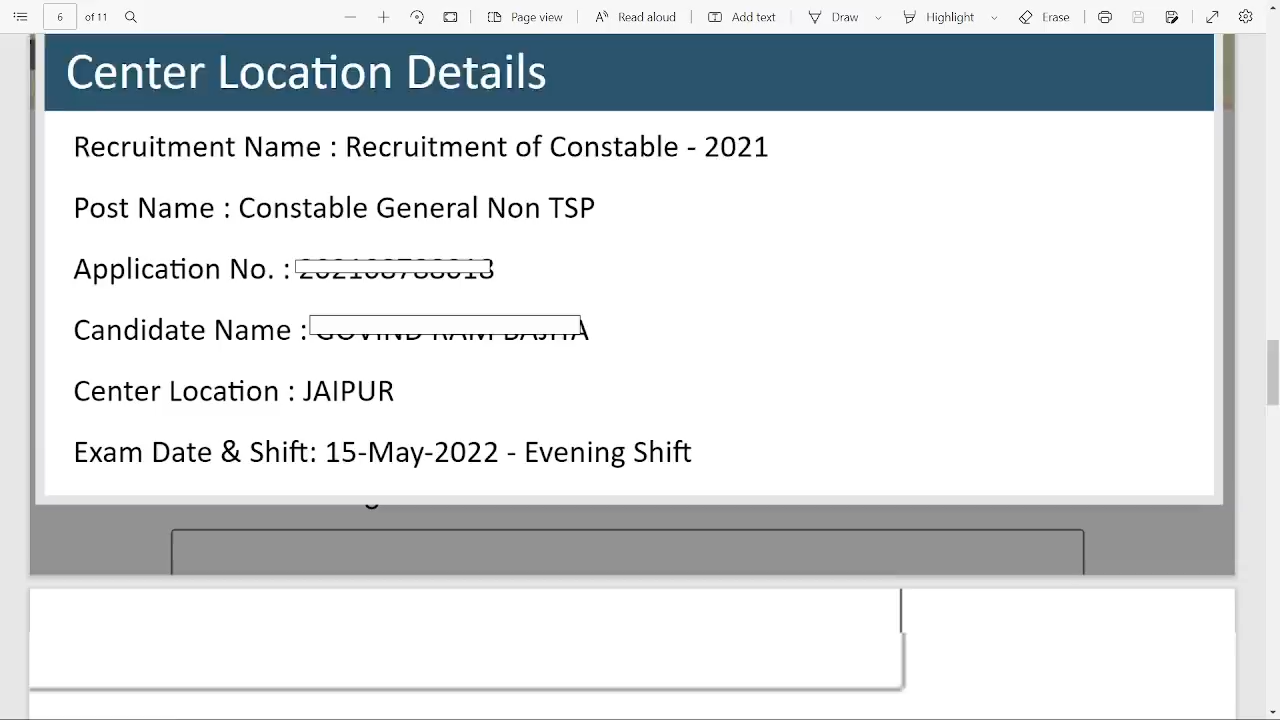 6 of 11
Page view
Read aloud
Add text
Draw
Highlight
Erase
Center Location Details
Recruitment Name : Recruitment of Constable - 2021
Post Name : Constable General Non TSP
Application No. :
Candidate Name :
Center Location : JAIPUR
Exam Date & Shift: 15-May-2022 - Evening Shift